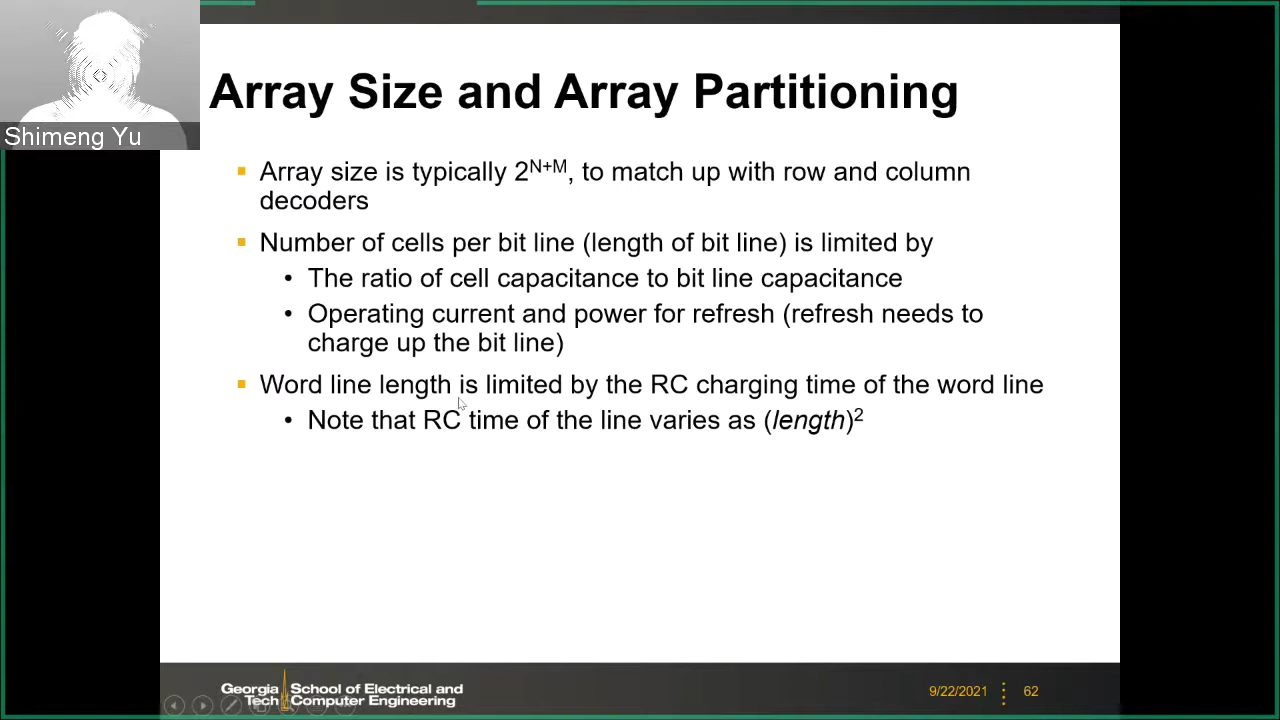 Shimeng Yu
Array Size and Array Partitioning
▪ Array size is typically 2^N+M, to match up with row and column
decoders
▪ Number of cells per bit line (length of bit line) is limited by
• The ratio of cell capacitance to bit line capacitance
• Operating current and power for refresh (refresh needs to
charge up the bit line)
▪ Word line length is limited by the RC charging time of the word line
• Note that RC time of the line varies as (length)²
Georgia Tech School of Electrical and
Computer Engineering
9/22/2021 62